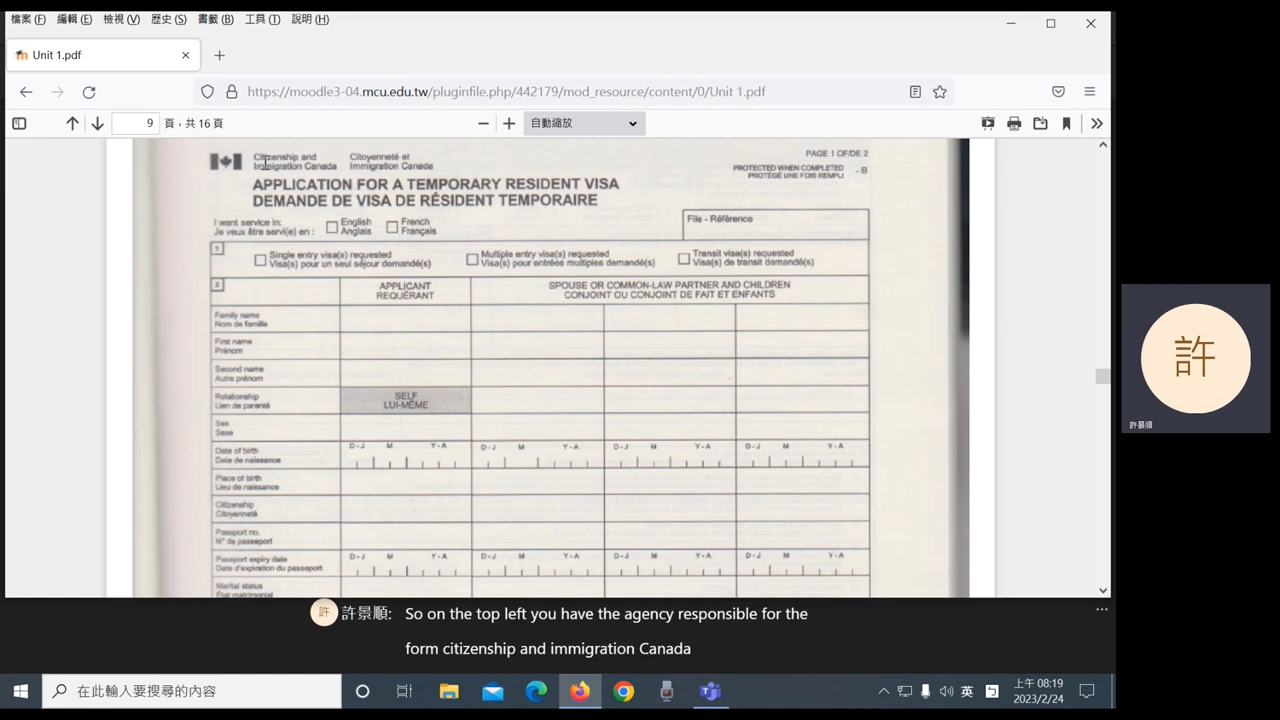 檔案 (F) 編輯 (E) 檢視 (V) 歷史 (S) 書籤 (B) 工具 (T) 說明 (H)
Unit 1.pdf
https://moodle3-04.mcu.edu.tw/pluginfile.php/442179/mod_resource/content/0/Unit 1.pdf
9 頁，共 16 頁 自動縮放
Citizenship and Citoyenneté et PAGE 1 OF/DE 2
Immigration Canada Immigration Canada
PROTECTED WHEN COMPLETED
PROTÉGÉ UNE FOIS REMPLI - B
APPLICATION FOR A TEMPORARY RESIDENT VISA
DEMANDE DE VISA DE RÉSIDENT TEMPORAIRE
I want service in: English French
Je veux être servi(e) en : Anglais Français
File - Référence
1
Single entry visa(s) requested Multiple entry visa(s) requested Transit visa(s) requested
Visa(s) pour un seul séjour demandé(s) Visa(s) pour entrées multiples demandé(s) Visa(s) de transit demandé(s)
2
APPLICANT SPOUSE OR COMMON-LAW PARTNER AND CHILDREN
REQUÉRANT CONJOINT OU CONJOINT DE FAIT ET ENFANTS
Family name
Nom de famille
First name
Prénom
Second name
Autre prénom
Relationship SELF
Lien de parenté LUI-MÊME
Sex
Sexe
Date of birth D - J M Y - A D - J M Y - A D - J M Y - A D - J M Y - A
Date de naissance
Place of birth
Lieu de naissance
Citizenship
Citoyenneté
Passport no.
N° de passeport
Passport expiry date D - J M Y - A D - J M Y - A D - J M Y - A D - J M Y - A
Date d'expiration du passeport
Marital status
État matrimonial
許
許景順
許 許景順: So on the top left you have the agency responsible for the
form citizenship and immigration Canada
在此輸入要搜尋的文字
英
上午 08:19
2023/2/24